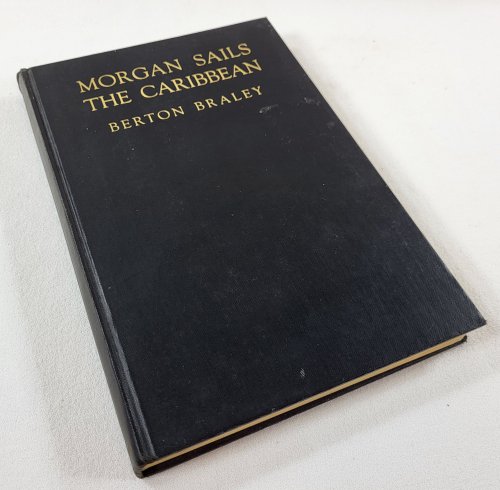 MORGAN SAILS
THE CARIBBEAN
BERTON BRALEY